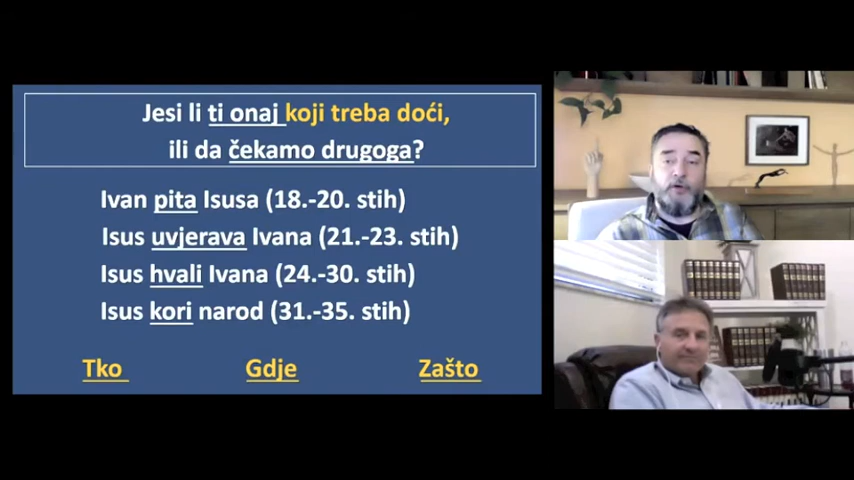 Jesi li ti onaj koji treba doći,
ili da čekamo drugoga?
Ivan pita Isusa (18.-20. stih)
Isus uvjerava Ivana (21.-23. stih)
Isus hvali Ivana (24.-30. stih)
Isus kori narod (31.-35. stih)
Tko Gdje Zašto